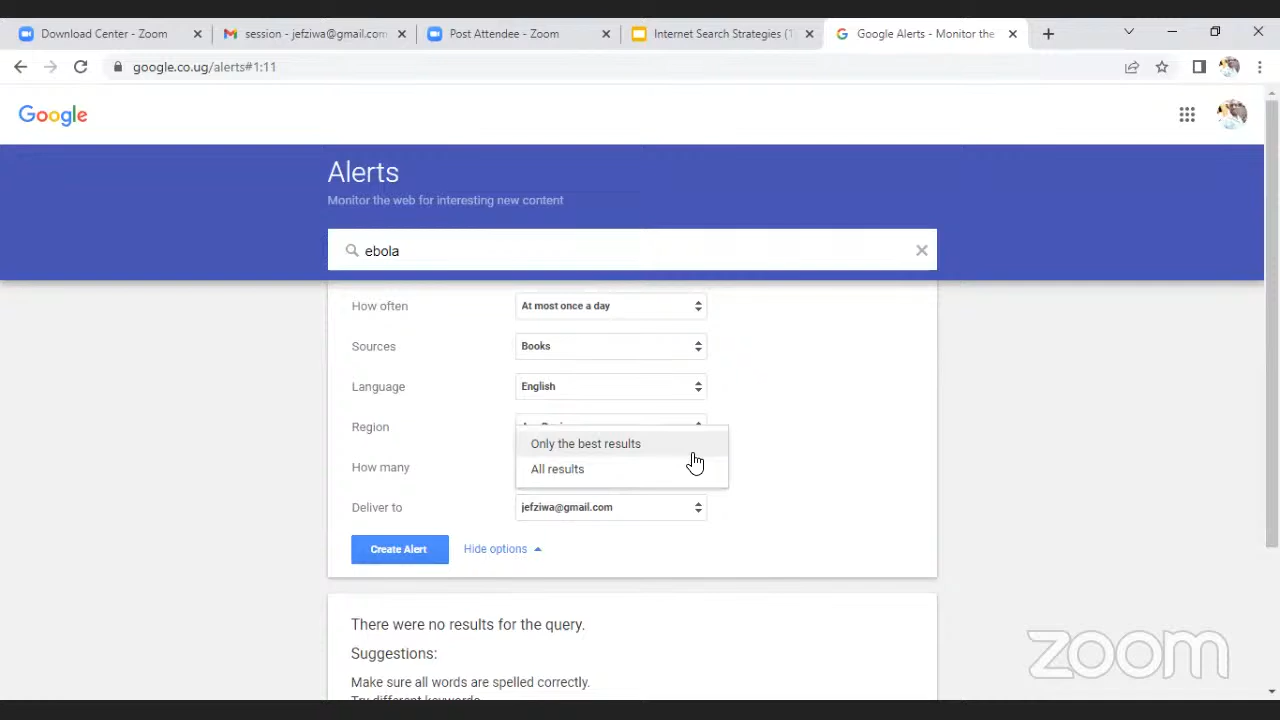 Download Center - Zoom
session - jefziwa@gmail.com
Post Attendee - Zoom
Internet Search Strategies (1
Google Alerts - Monitor the
google.co.ug/alerts#1:11
Google
Alerts
Monitor the web for interesting new content
ebola
How often At most once a day
Sources Books
Language English
Region
Only the best results
How many
All results
Deliver to jefziwa@gmail.com
Create Alert Hide options
There were no results for the query.
Suggestions:
Make sure all words are spelled correctly.
Try different keywords.
zoom